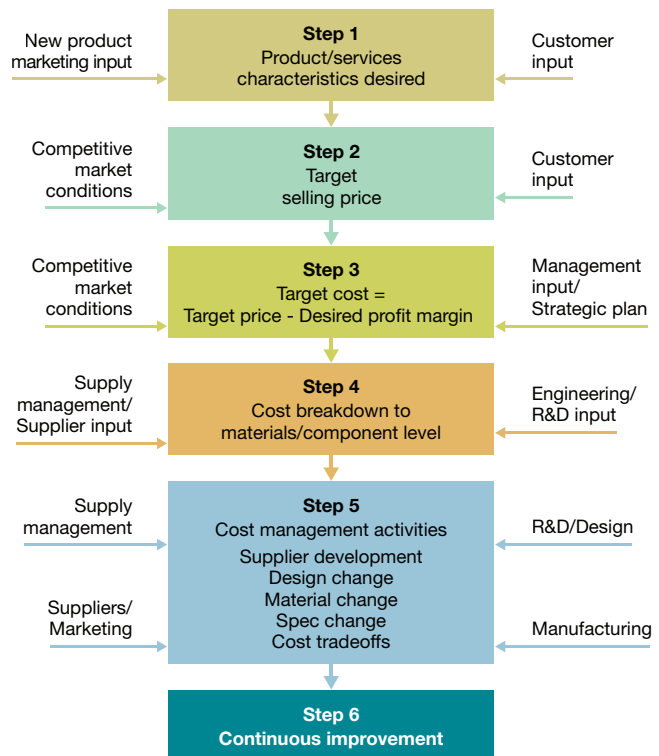 New product
marketing input
Step 1
Product/services
characteristics desired
Customer
input
Competitive
market
conditions
Step 2
Target
selling price
Customer
input
Competitive
market
conditions
Step 3
Target cost =
Target price - Desired profit margin
Management
input/
Strategic plan
Supply
management/
Supplier input
Step 4
Cost breakdown to
materials/component level
Engineering/
R&D input
Supply
management
Step 5
Cost management activities
Supplier development
Design change
Material change
Spec change
Cost tradeoffs
R&D/Design
Suppliers/
Marketing
Manufacturing
Step 6
Continuous improvement